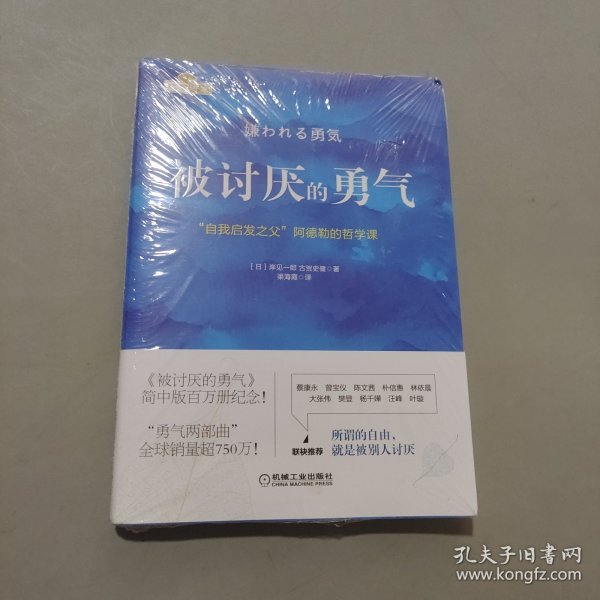 嫌われる勇気
被讨厌的勇气
“自我启发之父”阿德勒的哲学课
[日]岸见一郎 古贺史健◎著
渠海霞◎译
《被讨厌的勇气》
简中版百万册纪念！
“勇气两部曲”
全球销量超750万！
蔡康永 曾宝仪 陈文茜 朴信惠 林依晨
大张伟 樊登 杨千嬅 汪峰 叶璇
联袂推荐
所谓的自由，
就是被别人讨厌
机械工业出版社
CHINA MACHINE PRESS
孔夫子旧书网
www.kongfz.com